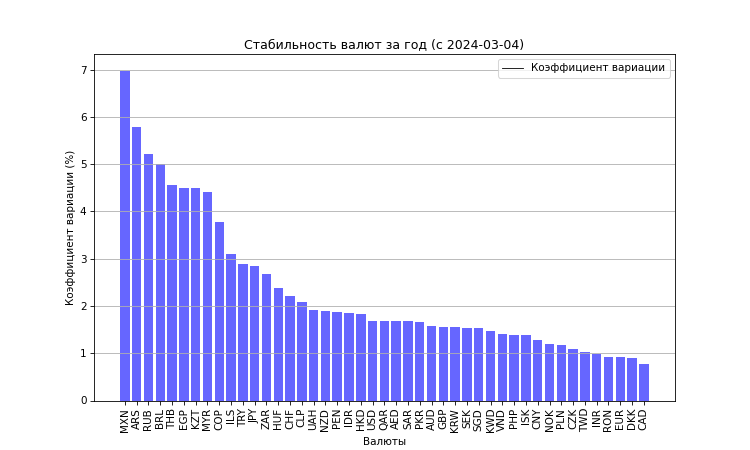 Стабильность валют за год (с 2024-03-04)
Коэффициент вариации
Коэффициент вариации (%)
7
6
5
4
3
2
1
0
MXN ARS RUB BRL THB EGP KZT MYR COP ILS TRY JPY ZAR HUF CHF CLP UAH NZD PEN IDR HKD USD QAR AED SAR PKR AUD GBP KRW SEK SGD KWD VND PHP ISK CNY NOK PLN CZK TWD INR RON EUR DKK CAD
Валюты